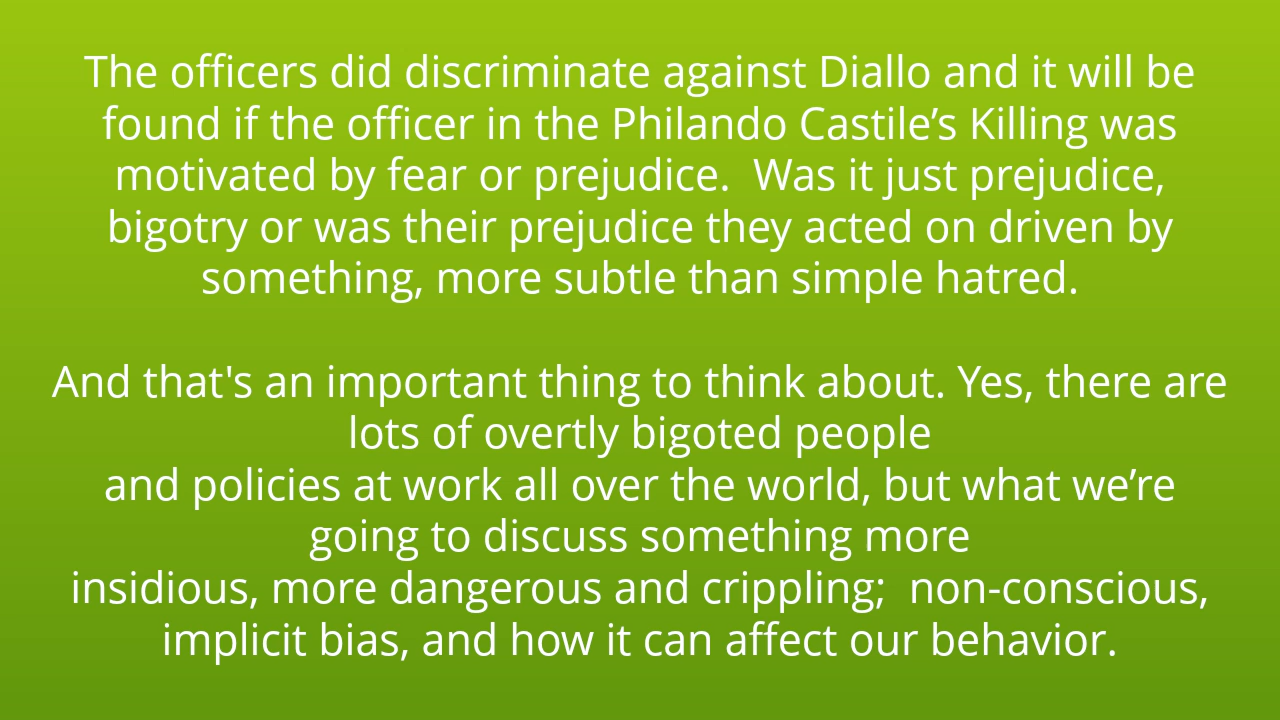 The officers did discriminate against Diallo and it will be
found if the officer in the Philando Castile’s Killing was
motivated by fear or prejudice.  Was it just prejudice,
bigotry or was their prejudice they acted on driven by
something, more subtle than simple hatred.
And that's an important thing to think about. Yes, there are
lots of overtly bigoted people
and policies at work all over the world, but what we’re
going to discuss something more
insidious, more dangerous and crippling;  non-conscious,
implicit bias, and how it can affect our behavior.